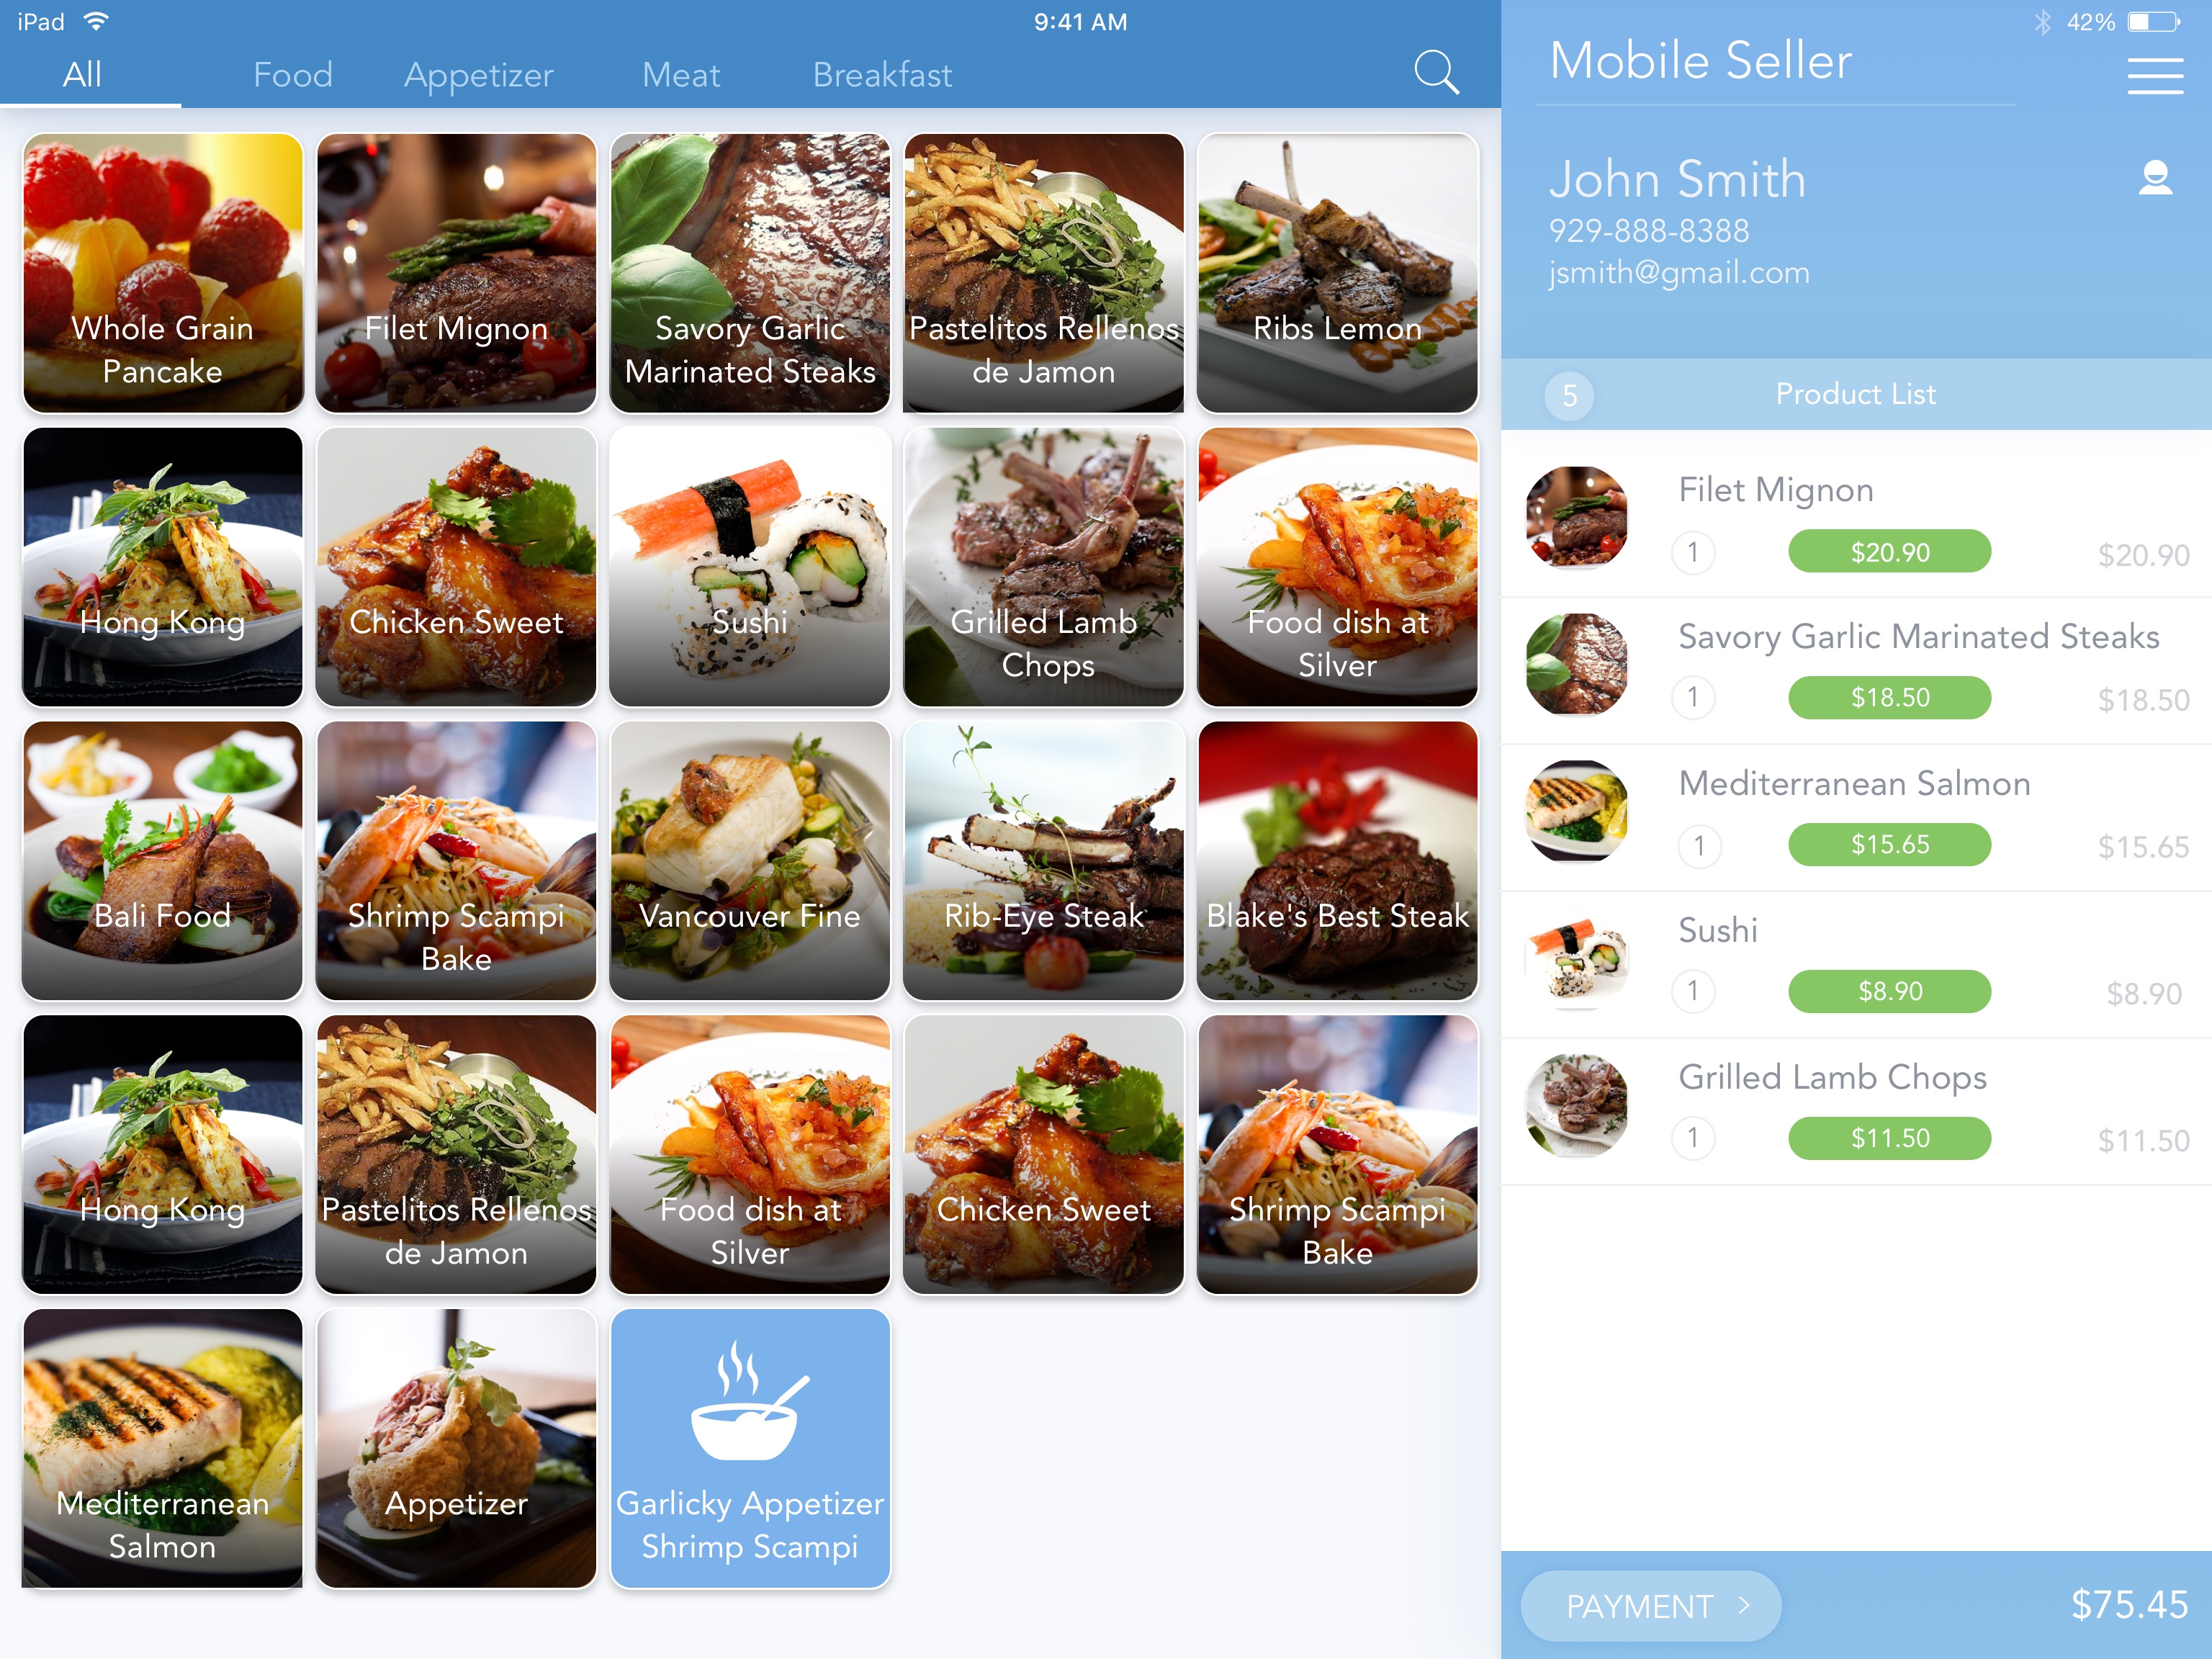 iPad
9:41 AM
42%
All
Food
Appetizer
Meat
Breakfast
Whole Grain
Pancake
Filet Mignon
Savory Garlic
Marinated Steaks
Pastelitos Rellenos
de Jamon
Ribs Lemon
Hong Kong
Chicken Sweet
Sushi
Grilled Lamb
Chops
Food dish at
Silver
Bali Food
Shrimp Scampi
Bake
Vancouver Fine
Rib-Eye Steak
Blake's Best Steak
Hong Kong
Pastelitos Rellenos
de Jamon
Food dish at
Silver
Chicken Sweet
Shrimp Scampi
Bake
Mediterranean
Salmon
Appetizer
Garlicky Appetizer
Shrimp Scampi
Mobile Seller
John Smith
929-888-8388
jsmith@gmail.com
5
Product List
Filet Mignon
1
$20.90
$20.90
Savory Garlic Marinated Steaks
1
$18.50
$18.50
Mediterranean Salmon
1
$15.65
$15.65
Sushi
1
$8.90
$8.90
Grilled Lamb Chops
1
$11.50
$11.50
PAYMENT >
$75.45